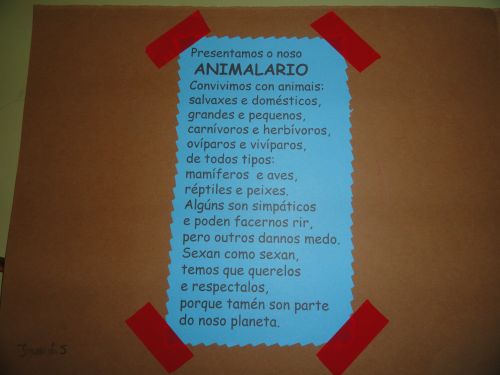 Presentamos o noso
ANIMALARIO
Convivimos con animais:
salvaxes e domésticos,
grandes e pequenos,
carnívoros e herbívoros,
ovíparos e vivíparos,
de todos tipos:
mamíferos e aves,
réptiles e peixes.
Algúns son simpáticos
e poden facernos rir,
pero outros dannos medo.
Sexan como sexan,
temos que querelos
e respectalos,
porque tamén son parte
do noso planeta.